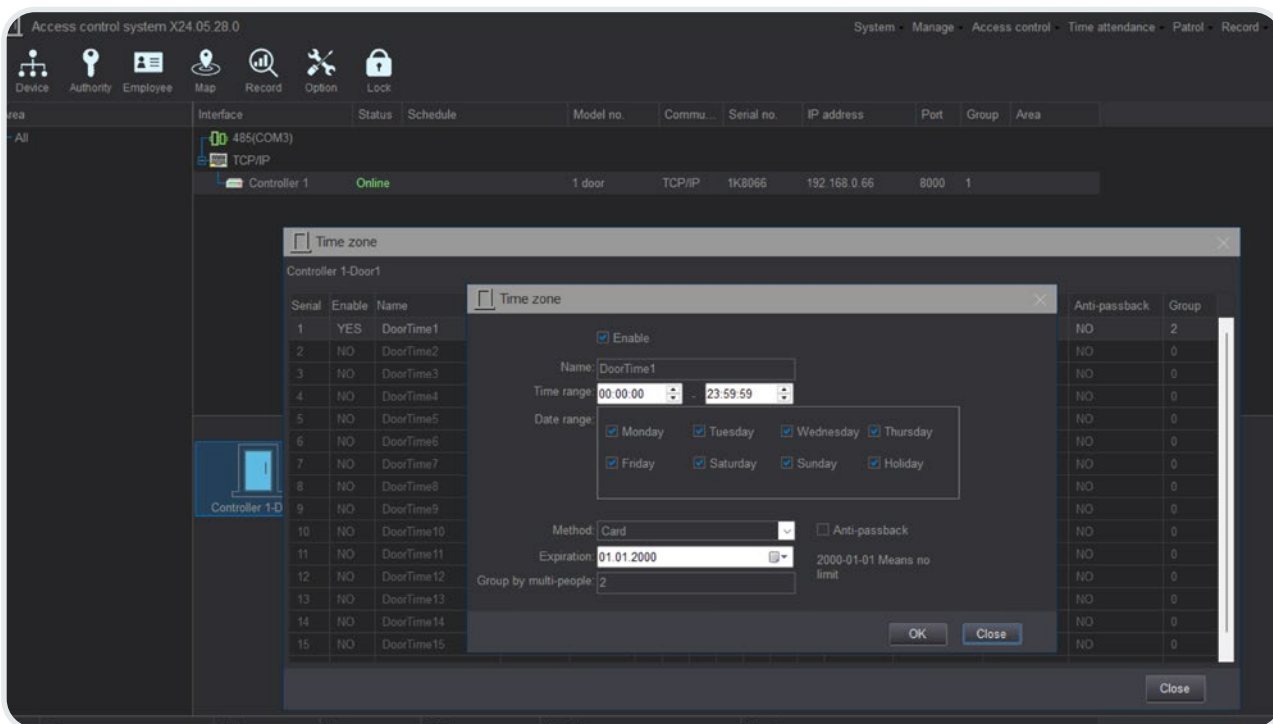 Access control system X24.05.28.0
System Manage Access control Time attendance Patrol Record
Device Authority Employee Map Record Option Lock
Interface Status Schedule Model no. Commu... Serial no. IP address Port Group Area
All
485(COM3)
TCP/IP
Controller 1 Online 1 door TCP/IP 1K8066 192.168.0.66 8000 1
Time zone
Controller 1-Door1
Serial Enable Name Anti-passback Group
1 YES DoorTime1 NO 2
2 NO DoorTime2 NO 0
3 NO DoorTime3 NO 0
4 NO DoorTime4 NO 0
5 NO DoorTime5 NO 0
6 NO DoorTime6 NO 0
7 NO DoorTime7 NO 0
8 NO DoorTime8 NO 0
9 NO DoorTime9 NO 0
10 NO DoorTime10 NO 0
11 NO DoorTime11 NO 0
12 NO DoorTime12 NO 0
13 NO DoorTime13 NO 0
14 NO DoorTime14 NO 0
15 NO DoorTime15 NO 0
Controller 1-D
Time zone
Enable
Name: DoorTime1
Time range: 00:00:00 - 23:59:59
Date range:
Monday Tuesday Wednesday Thursday
Friday Saturday Sunday Holiday
Method: Card Anti-passback
Expiration: 01.01.2000 2000-01-01 Means no
limit
Group by multi-people: 2
OK Close
Close